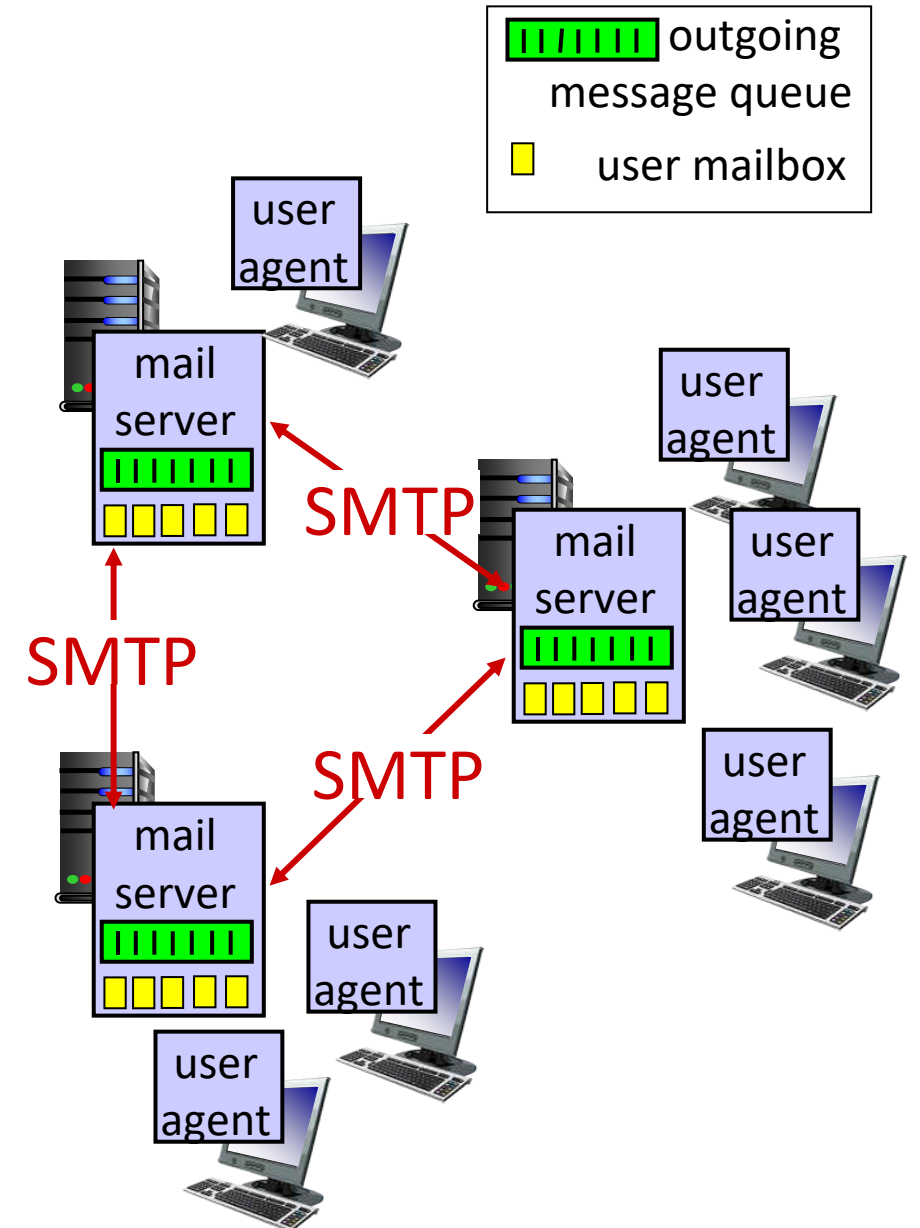 outgoing
message queue
user mailbox
user
agent
mail
server
SMTP
user
agent
mail
server
user
agent
SMTP
SMTP
user
agent
mail
server
user
agent
user
agent